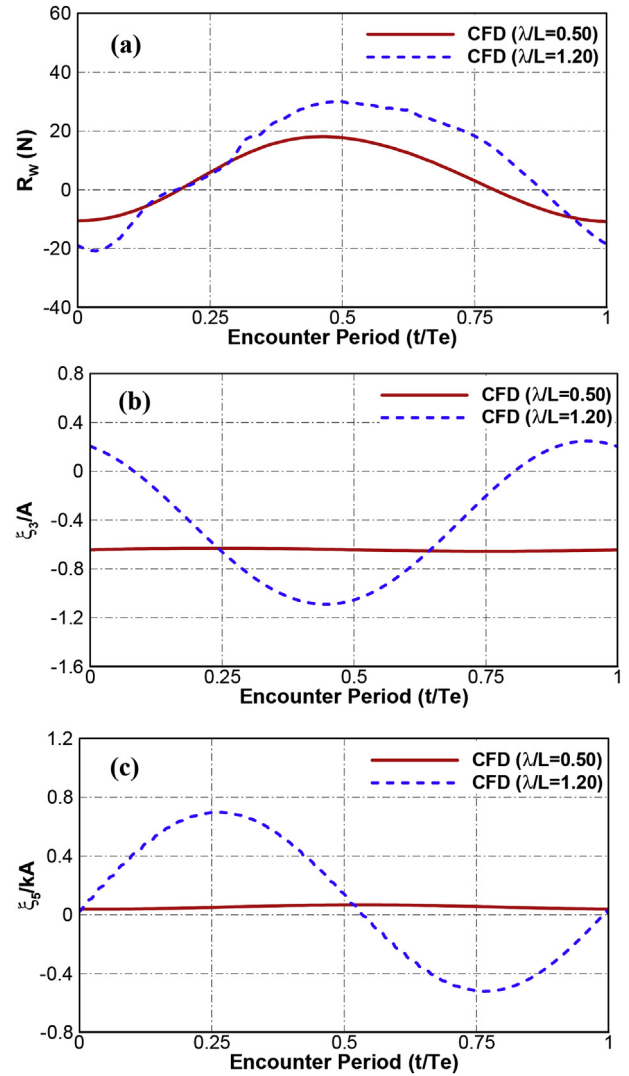 (a)
CFD (λ/L=0.50)
CFD (λ/L=1.20)
60
40
20
0
-20
-40
R_W (N)
0
0.25
0.5
0.75
1
Encounter Period (t/Te)
(b)
CFD (λ/L=0.50)
CFD (λ/L=1.20)
0.8
0.4
0
-0.4
-0.8
-1.2
-1.6
ξ₃/A
0
0.25
0.5
0.75
1
Encounter Period (t/Te)
(c)
CFD (λ/L=0.50)
CFD (λ/L=1.20)
1.2
0.8
0.4
0
-0.4
-0.8
ξ₅/kA
0
0.25
0.5
0.75
1
Encounter Period (t/Te)